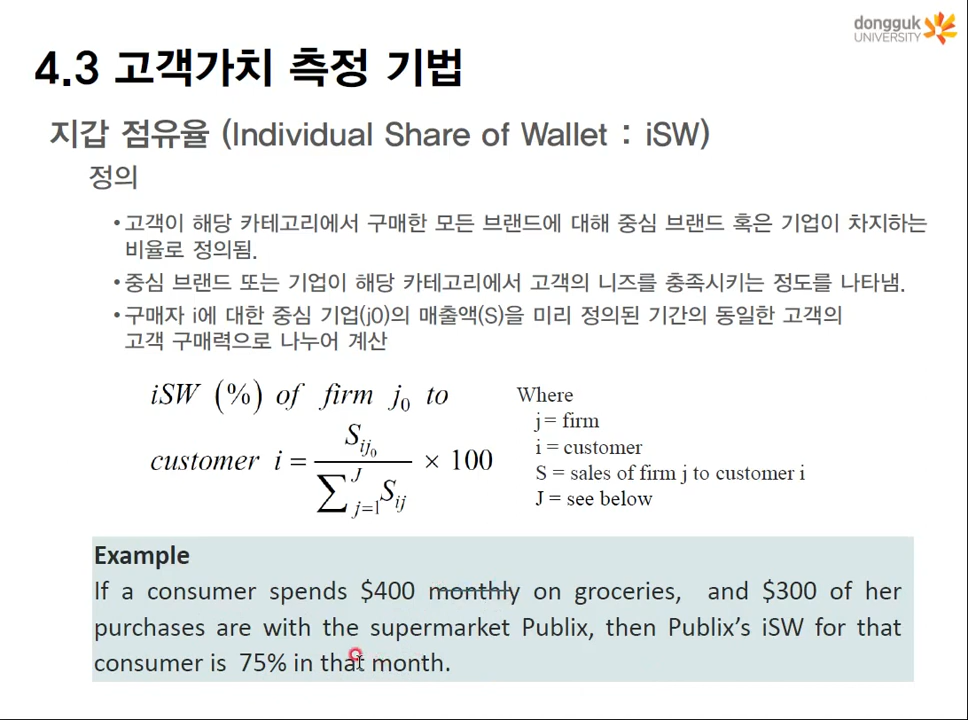 dongguk
UNIVERSITY
4.3 고객가치 측정 기법
지갑 점유율 (Individual Share of Wallet : iSW)
정의
•고객이 해당 카테고리에서 구매한 모든 브랜드에 대해 중심 브랜드 혹은 기업이 차지하는
비율로 정의됨.
•중심 브랜드 또는 기업이 해당 카테고리에서 고객의 니즈를 충족시키는 정도를 나타냄.
•구매자 i에 대한 중심 기업(j0)의 매출액(S)을 미리 정의된 기간의 동일한 고객의
고객 구매력으로 나누어 계산
iSW (%) of firm j₀ to
customer i = S_{ij₀} / ∑_{j=1}^{J} S_{ij} × 100
Where
j = firm
i = customer
S = sales of firm j to customer i
J = see below
Example
If a consumer spends $400 monthly on groceries, and $300 of her
purchases are with the supermarket Publix, then Publix's iSW for that
consumer is 75% in that month.